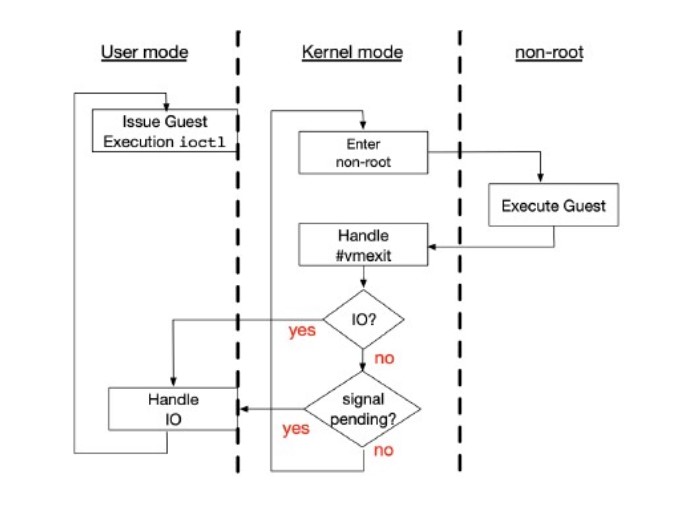 User mode
Kernel mode
non-root
Issue Guest
Execution ioctl
Enter
non-root
Execute Guest
Handle
#vmexit
IO?
yes
no
Handle
IO
signal
pending?
yes
no